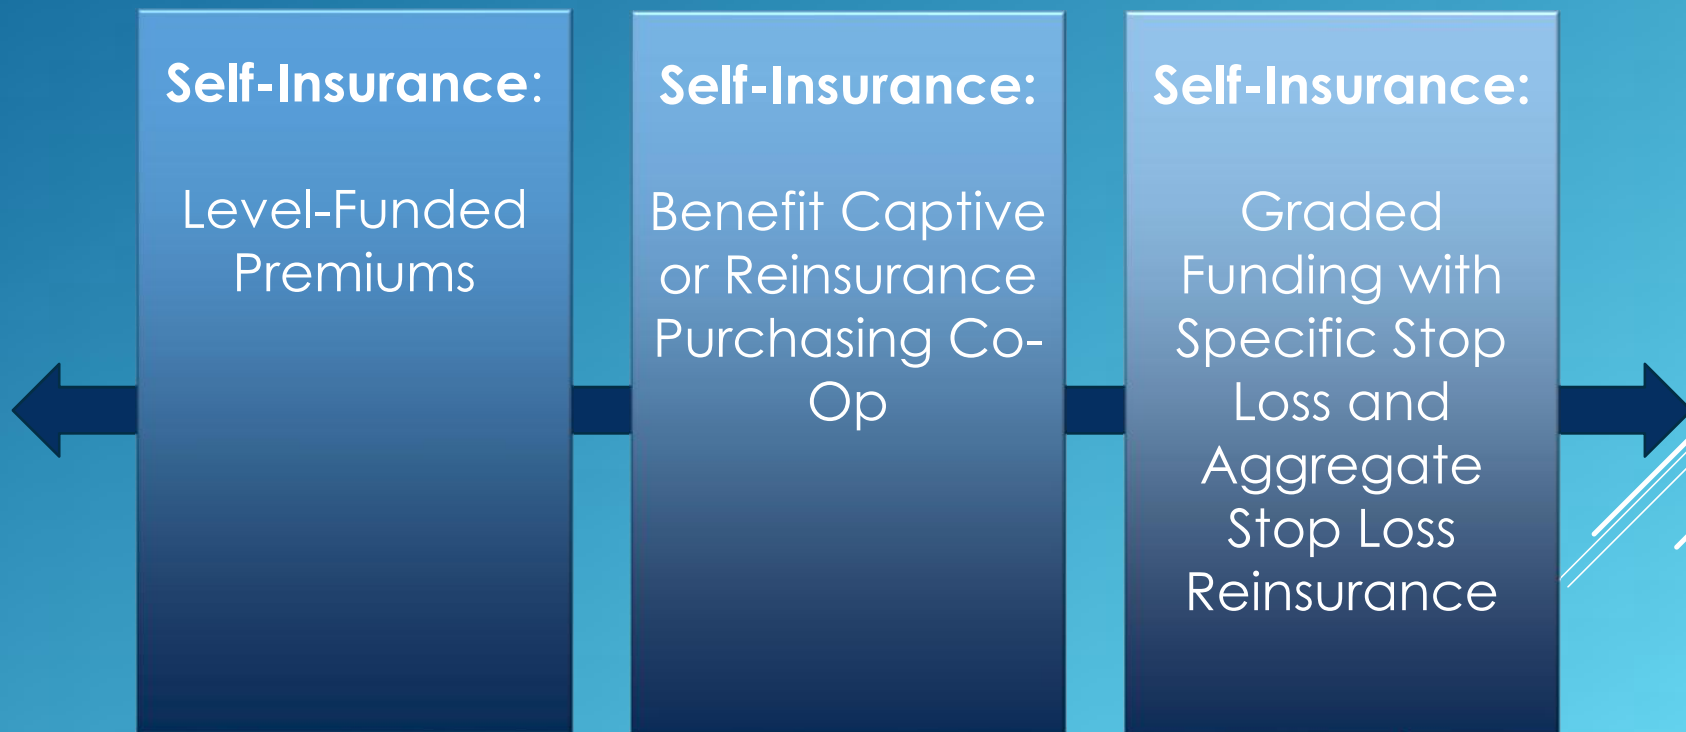 Self-Insurance:
Level-Funded
Premiums
Self-Insurance:
Benefit Captive
or Reinsurance
Purchasing Co-
Op
Self-Insurance:
Graded
Funding with
Specific Stop
Loss and
Aggregate
Stop Loss
Reinsurance